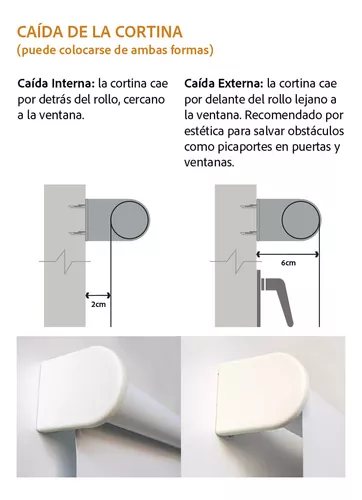 CAÍDA DE LA CORTINA
(puede colocarse de ambas formas)
Caída Interna: la cortina cae
por detrás del rollo, cercano
a la ventana.
Caída Externa: la cortina cae
por delante del rollo lejano a
la ventana. Recomendado por
estética para salvar obstáculos
como picaportes en puertas y
ventanas.
2cm
6cm